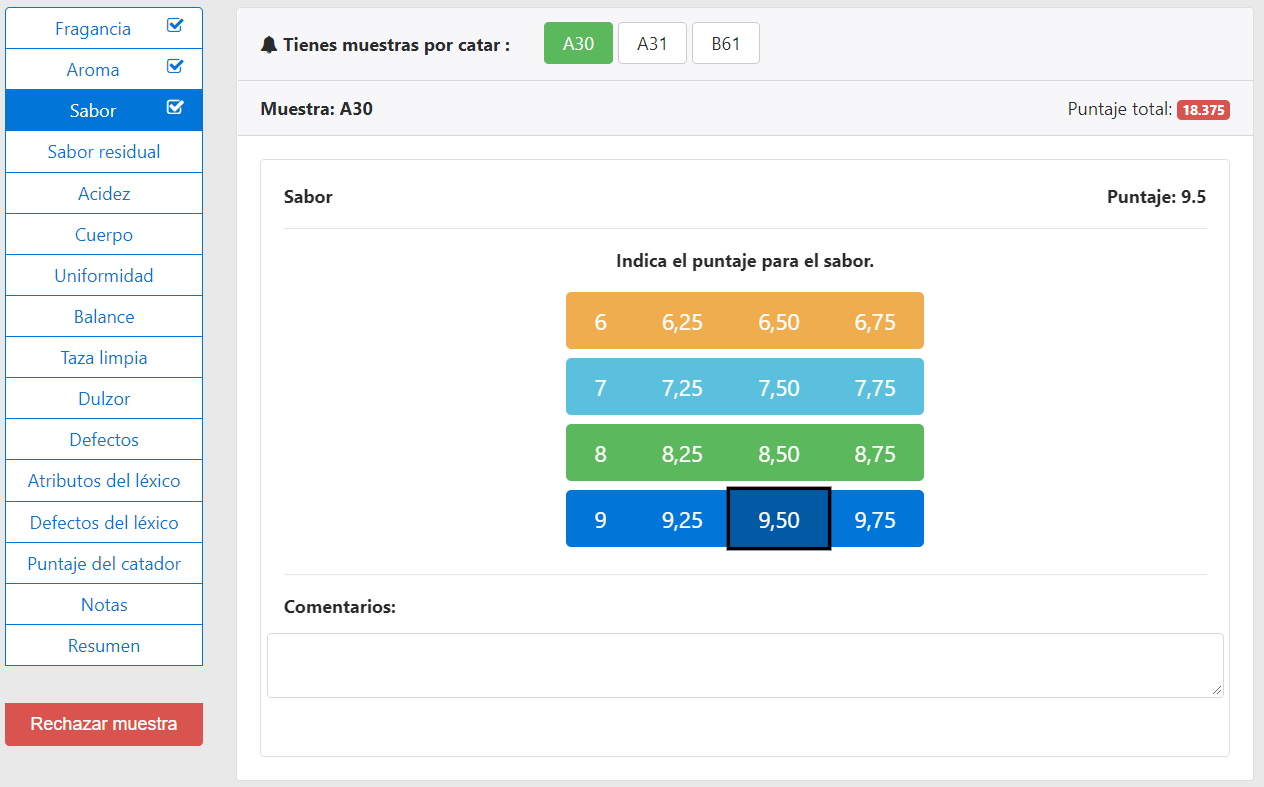 Fragancia
Aroma
Sabor
Sabor residual
Acidez
Cuerpo
Uniformidad
Balance
Taza limpia
Dulzor
Defectos
Atributos del léxico
Defectos del léxico
Puntaje del catador
Notas
Resumen
Rechazar muestra
Tienes muestras por catar : A30 A31 B61
Muestra: A30 Puntaje total: 18.375
Sabor Puntaje: 9.5
Indica el puntaje para el sabor.
6 6,25 6,50 6,75
7 7,25 7,50 7,75
8 8,25 8,50 8,75
9 9,25 9,50 9,75
Comentarios: